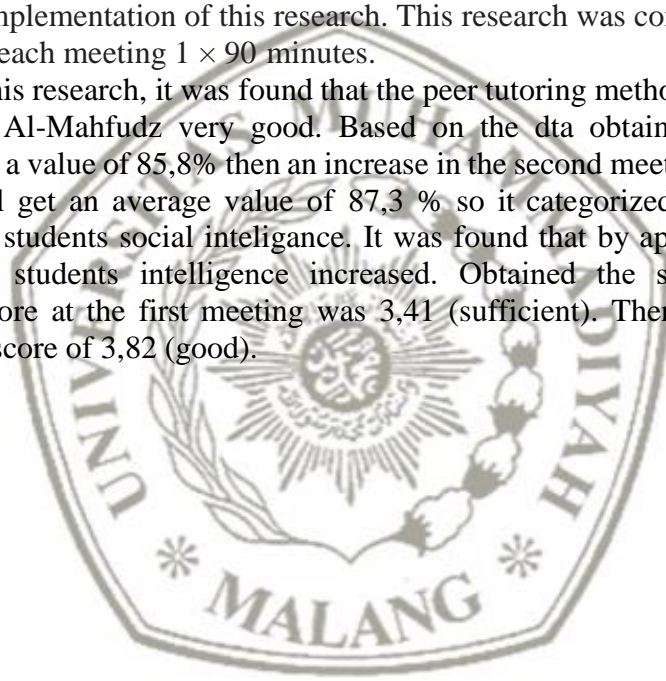 mplementation of this research. This research was co
each meeting 1 × 90 minutes.
his research, it was found that the peer tutoring metho
Al-Mahfudz very good. Based on the dta obtain
a value of 85,8% then an increase in the second meet
l get an average value of 87,3 % so it categorized
students social inteligance. It was found that by ap
students intelligence increased. Obtained the s
ore at the first meeting was 3,41 (sufficient). Ther
score of 3,82 (good).
UNIVERSITAS MUHAMMADIYAH
MALANG